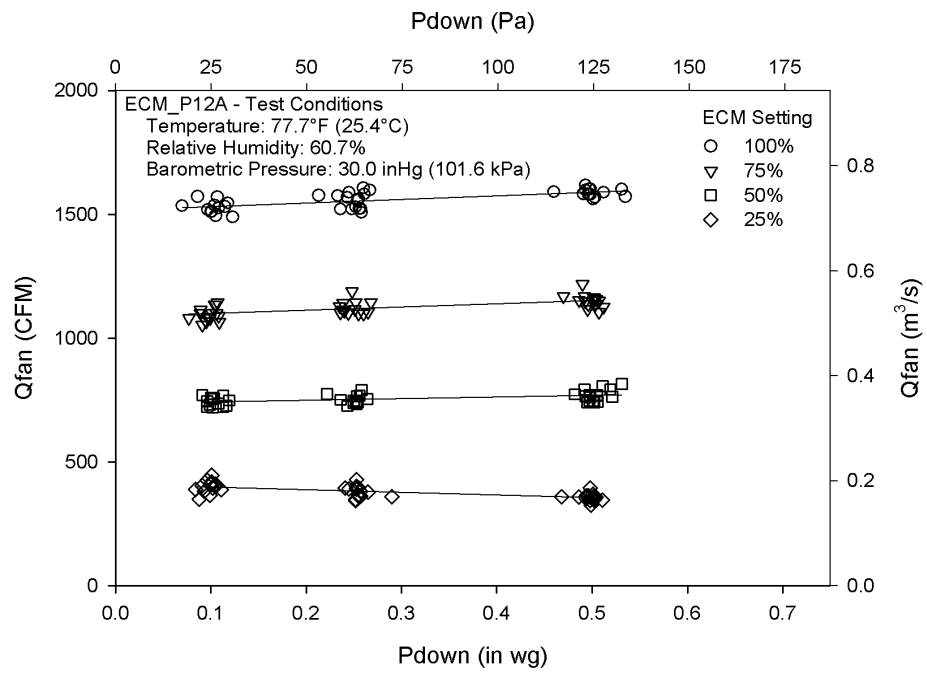 Pdown (Pa)
0 25 50 75 100 125 150 175
2000
ECM_P12A - Test Conditions
Temperature: 77.7°F (25.4°C)
Relative Humidity: 60.7%
Barometric Pressure: 30.0 inHg (101.6 kPa)
ECM Setting
100%
75%
50%
25%
1500
1000
500
0
Qfan (CFM)
0.8
0.6
0.4
0.2
0.0
Qfan (m³/s)
0.0 0.1 0.2 0.3 0.4 0.5 0.6 0.7
Pdown (in wg)